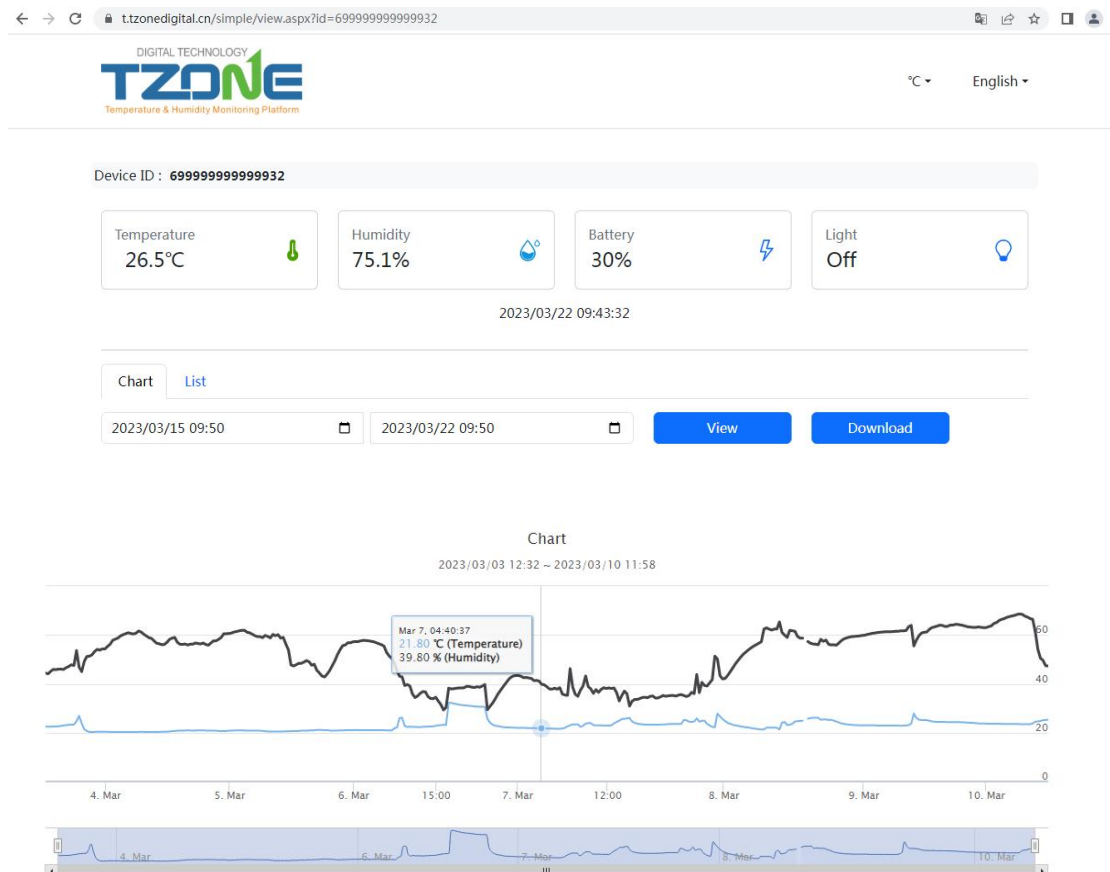 t.tzonedigital.cn/simple/view.aspx?id=699999999999932
DIGITAL TECHNOLOGY
TZONE
Temperature & Humidity Monitoring Platform
℃
English
Device ID : 699999999999932
Temperature
26.5℃
Humidity
75.1%
Battery
30%
Light
Off
2023/03/22 09:43:32
Chart
List
2023/03/15 09:50
2023/03/22 09:50
View
Download
Chart
2023/03/03 12:32 ~ 2023/03/10 11:58
Mar 7, 04:40:37
21.80 ℃ (Temperature)
39.80 % (Humidity)
60
40
20
0
4. Mar
5. Mar
6. Mar
15:00
7. Mar
12:00
8. Mar
9. Mar
10. Mar
4. Mar
6. Mar
7. Mar
8. Mar
10. Mar